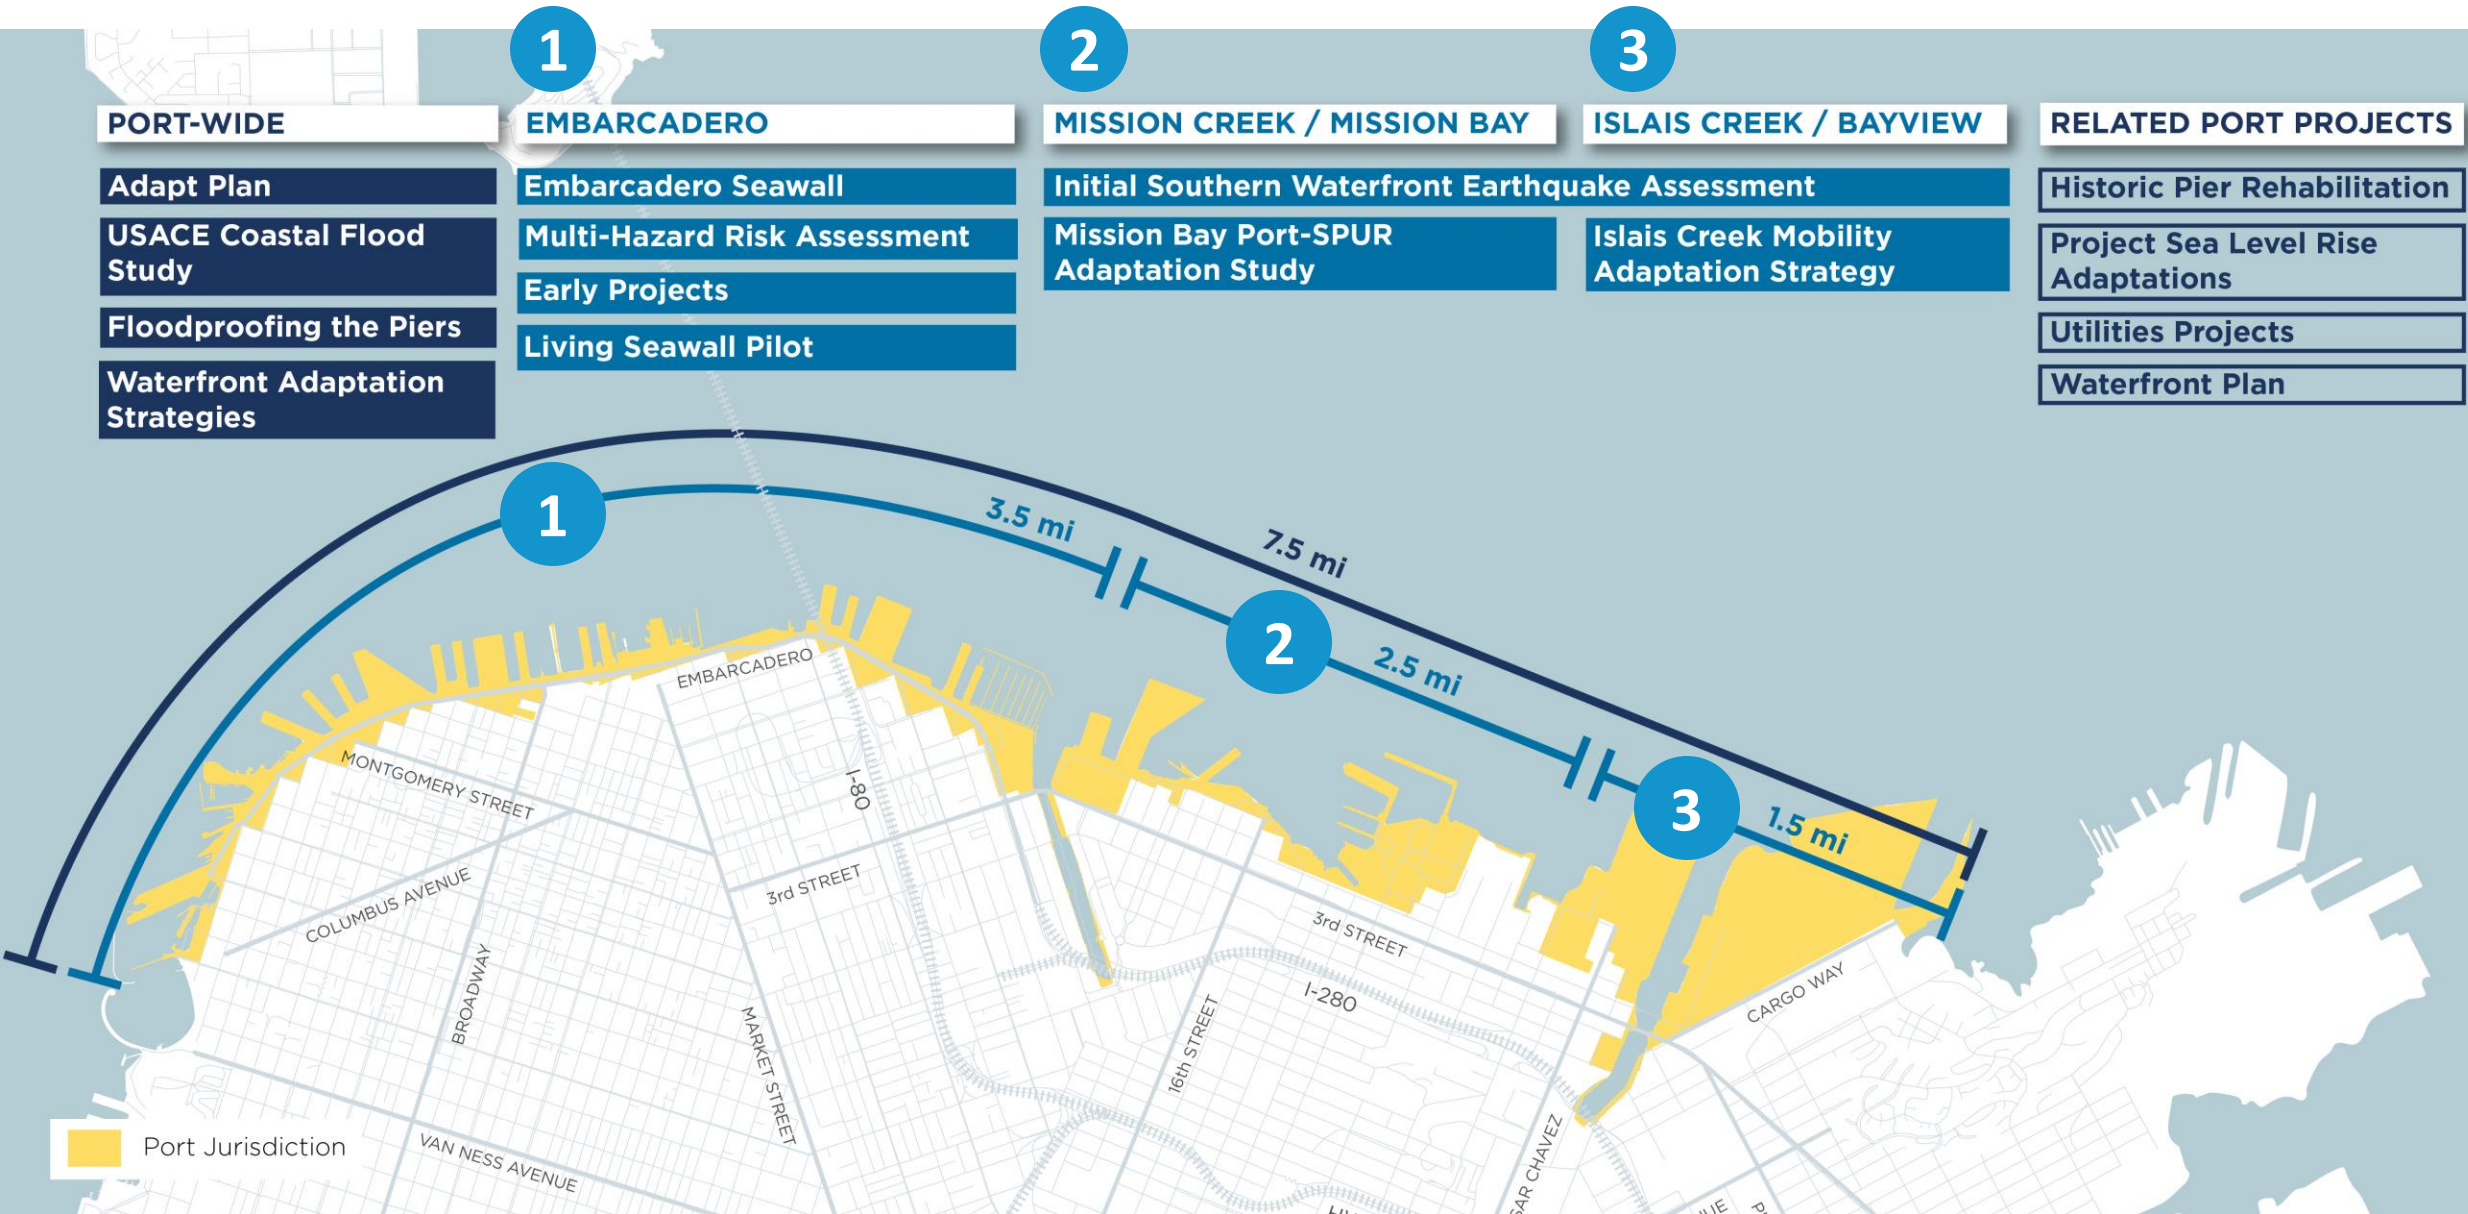 1
2
3
PORT-WIDE
Adapt Plan
USACE Coastal Flood
Study
Floodproofing the Piers
Waterfront Adaptation
Strategies
EMBARCADERO
Embarcadero Seawall
Multi-Hazard Risk Assessment
Early Projects
Living Seawall Pilot
MISSION CREEK / MISSION BAY
ISLAIS CREEK / BAYVIEW
Initial Southern Waterfront Earthquake Assessment
Mission Bay Port-SPUR
Adaptation Study
Islais Creek Mobility
Adaptation Strategy
RELATED PORT PROJECTS
Historic Pier Rehabilitation
Project Sea Level Rise
Adaptations
Utilities Projects
Waterfront Plan
1
3.5 mi
7.5 mi
2
2.5 mi
3
1.5 mi
EMBARCADERO
MONTGOMERY STREET
I-80
COLUMBUS AVENUE
3rd STREET
3rd STREET
BROADWAY
I-280
CARGO WAY
16th STREET
MARKET STREET
VAN NESS AVENUE
SAR CHAVEZ
Port Jurisdiction